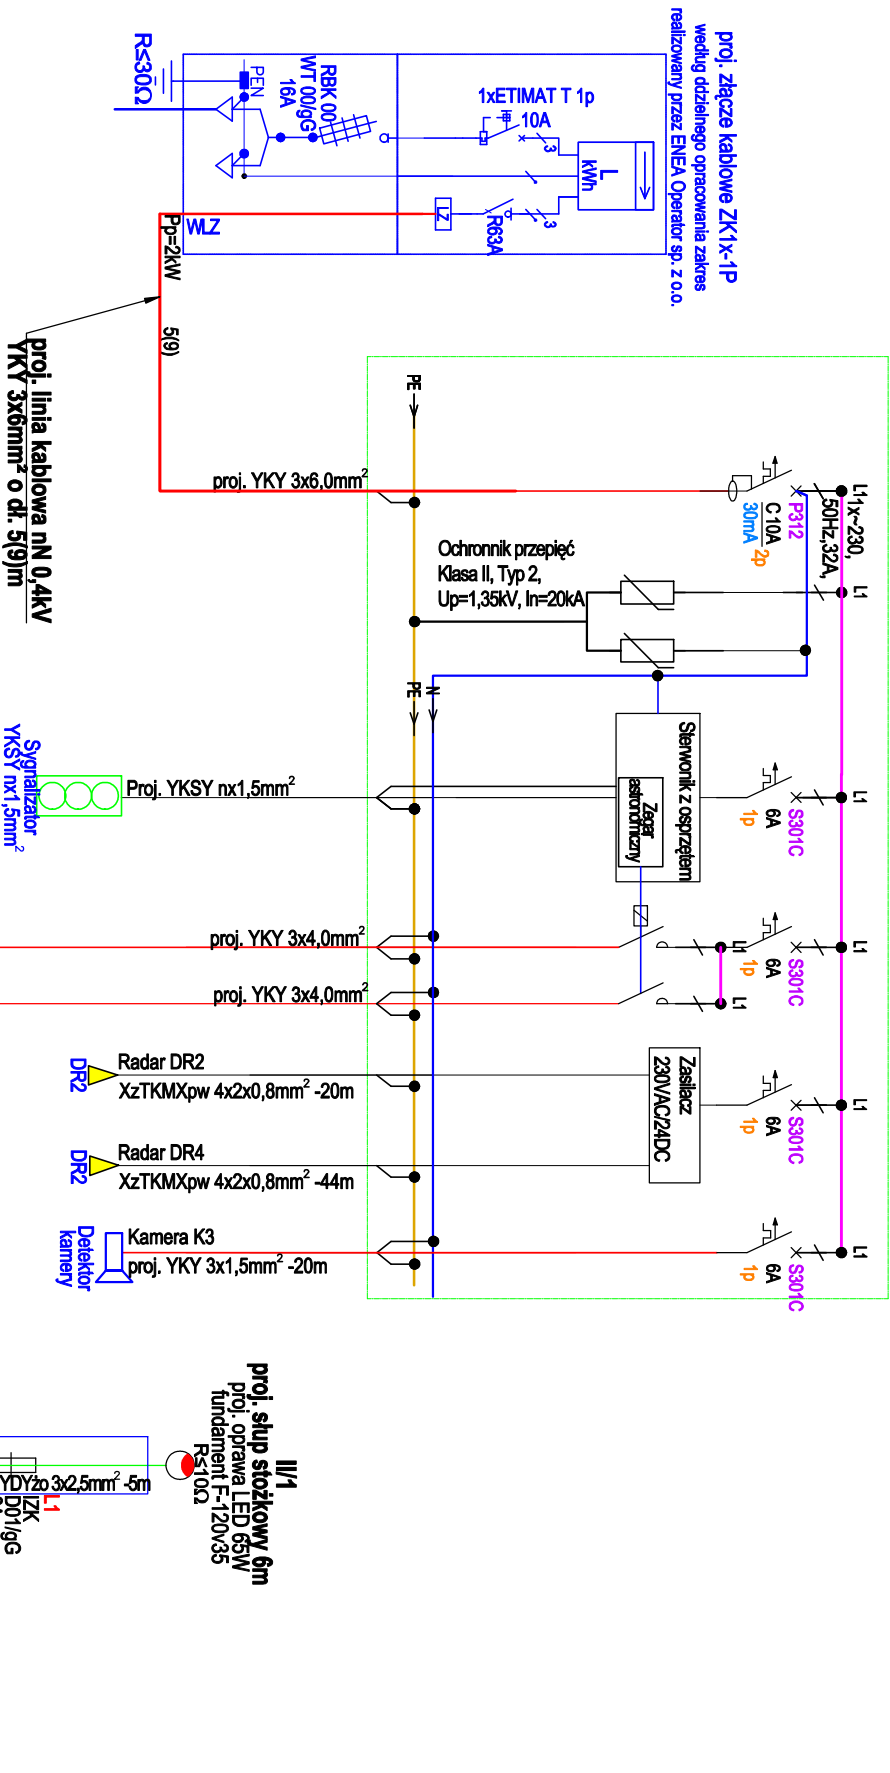 proj. złącze kablowe ZK1x-1P
według ddzielnego opracowania zakres
realizowany przez ENEA Operator sp. z o.o.
R≤30Ω
PEN
RBK 00
WT 00/gG
16A
1xETIMAT T 1p
10A
3
L
kWh
3
R63A
LZ
WLZ
Pp=2kW
5(9)
proj. linia kablowa nN 0,4kV
YKY 3x6mm² o dł. 5(9)m
PE
proj. YKY 3x6,0mm²
L1
1x~230,
50Hz,32A,
P312
C 10A
30mA
2p
L1
Ochronnik przepięć
Klasa II, Typ 2,
Up=1,35kV, In=20kA
PE
N
Sterwonik z osprzętem
Zegar
astronomiczny
L1
S301C
6A
1p
Proj. YKSY nx1,5mm²
Sygnalizator
YKSY nx1,5mm²
L1
S301C
6A
1p
L1
L1
proj. YKY 3x4,0mm²
proj. YKY 3x4,0mm²
L1
S301C
6A
1p
Zasilacz
230VAC/24DC
Radar DR2
XzTKMXpw 4x2x0,8mm² -20m
DR2
Radar DR4
XzTKMXpw 4x2x0,8mm² -44m
DR2
L1
S301C
6A
1p
Kamera K3
proj. YKY 3x1,5mm² -20m
Detektor
kamery
II/1
proj. słup stożkowy 6m
proj. oprawa LED 65W
fundament F-120v35
R≤10Ω
YDYżo 3x2,5mm² -5m
L1
IZK
D01/gG